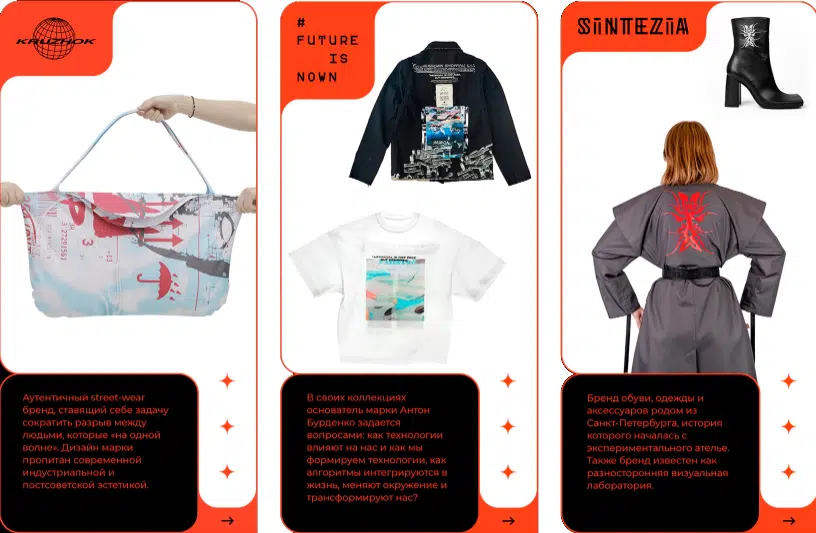 KRUZHOK
Аутентичный street-wear
бренд, ставящий себе задачу
сократить разрыв между
людьми, которые «на одной
волне». Дизайн марки
пропитан современной
индустриальной и
постсоветской эстетикой.
→
#
FUTURE
IS
NOWN
В своих коллекциях
основатель марки Антон
Бурденко задается
вопросами: как технологии
влияют на нас и как мы
формируем технологии, как
алгоритмы интегрируются в
жизнь, меняют окружение и
трансформируют нас?
→
SINTEZIA
Бренд обуви, одежды и
аксессуаров родом из
Санкт-Петербурга, история
которого началась с
экспериментального ателье.
Также бренд известен как
разносторонняя визуальная
лаборатория.
→